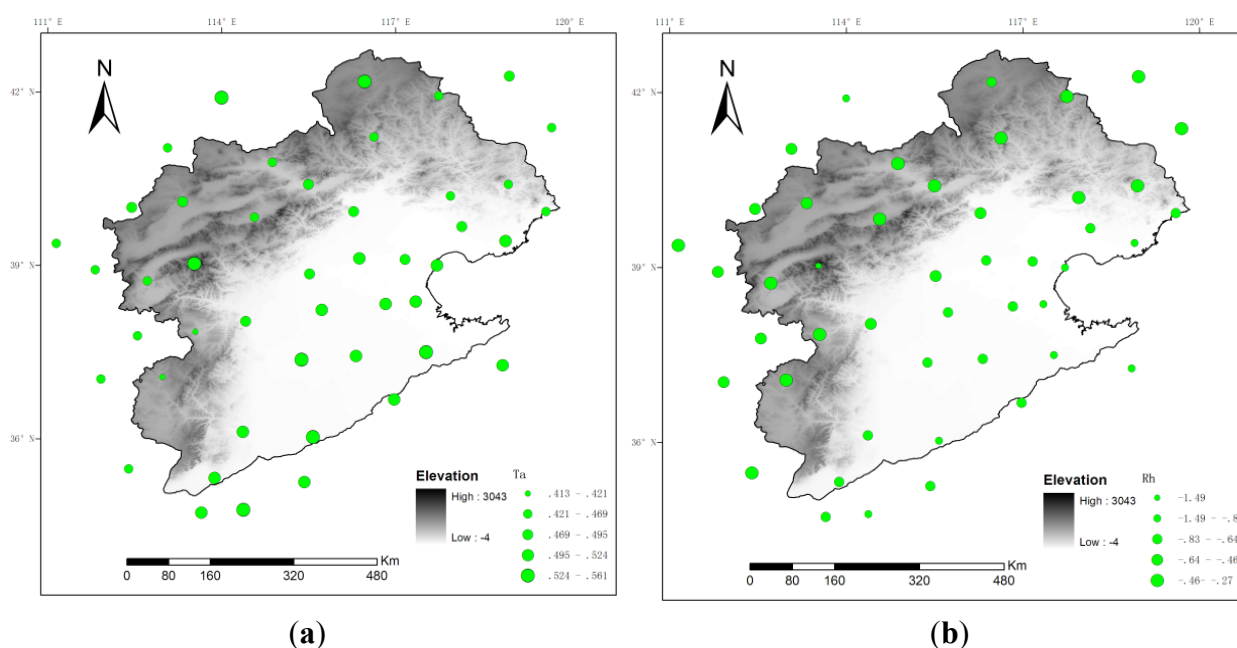 111° E 114° E 117° E 120° E
N
42° N
39° N
36° N
Elevation
High : 3043
Low : -4
Ta
.413 - .421
.421 - .469
.469 - .495
.495 - .524
.524 - .561
0 80 160 320 480 Km
(a)
111° E 114° E 117° E 120° E
N
42° N
39° N
36° N
Elevation
High : 3043
Low : -4
Rh
-1.49
-1.49 - -.8
-.83 - -.64
-.64 - -.46
-.46- -.27
0 80 160 320 480 Km
(b)